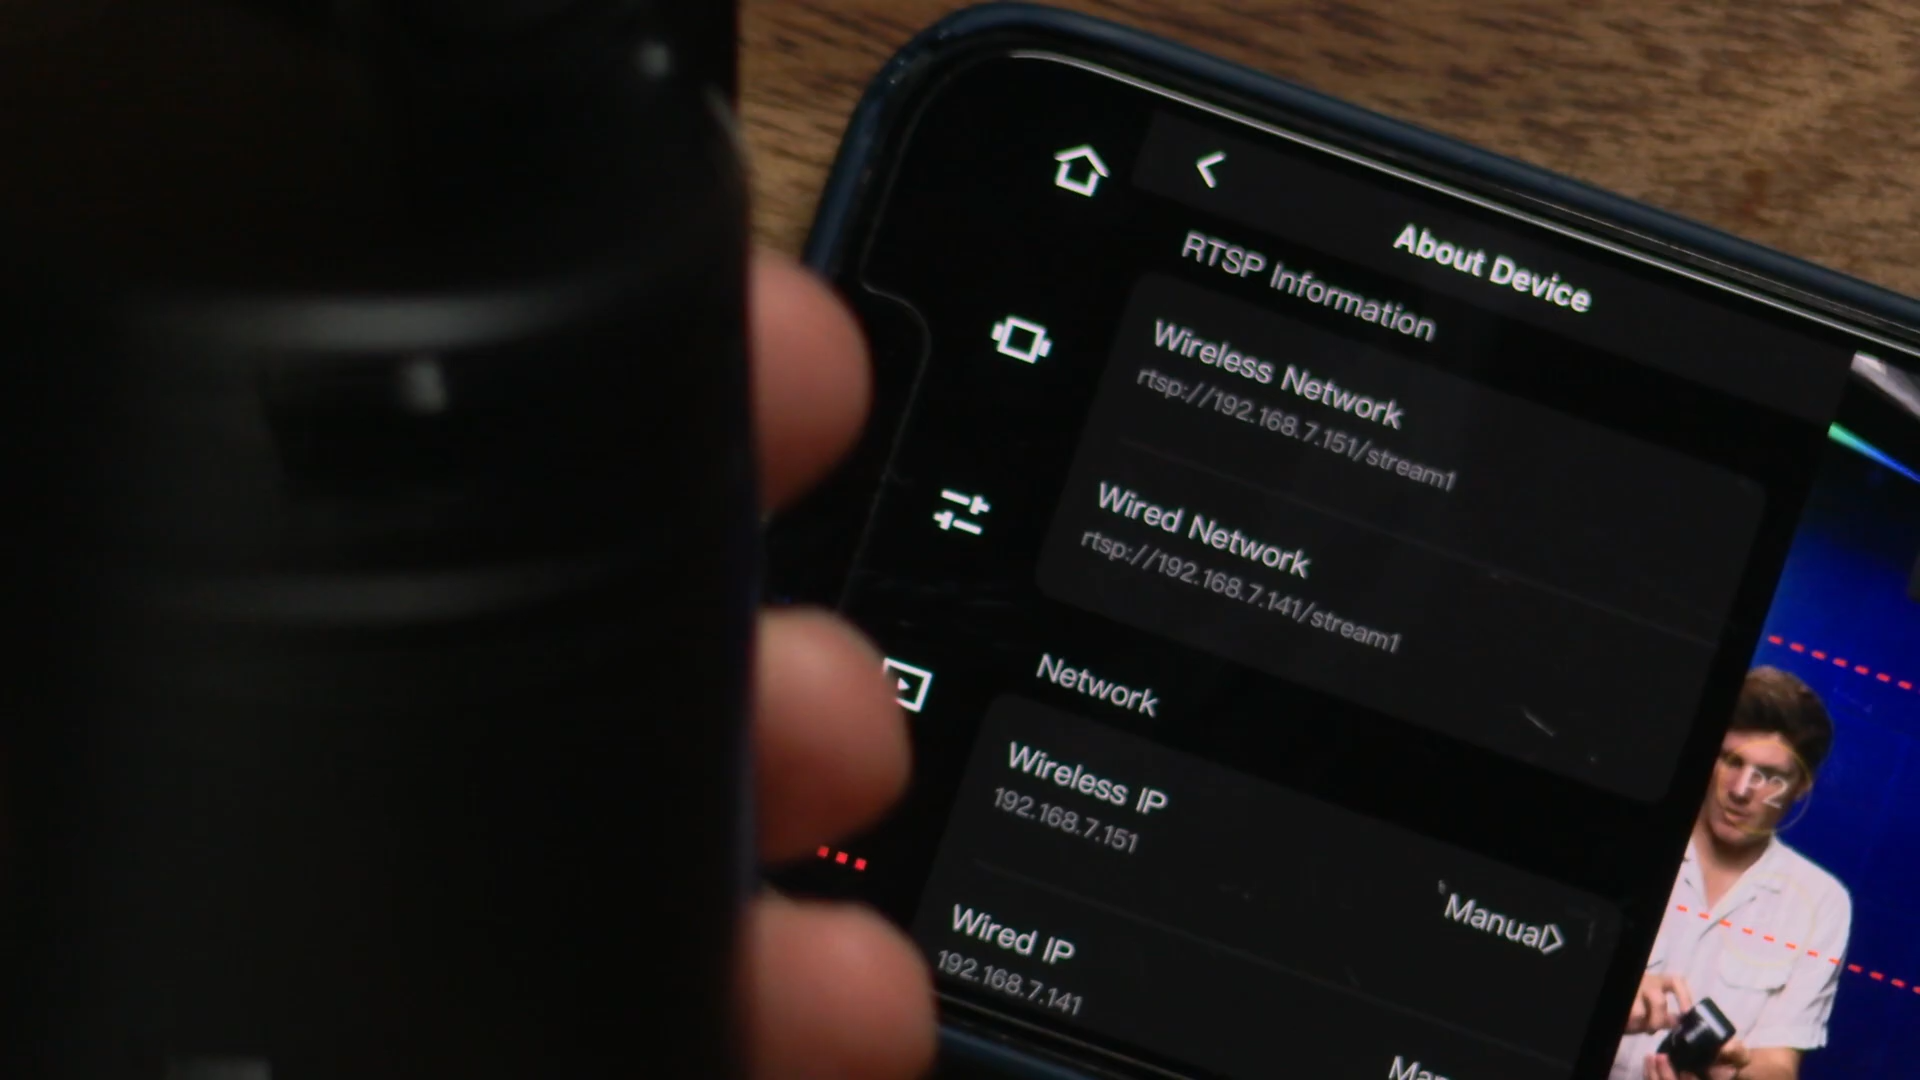 About Device
RTSP Information
Wireless Network
rtsp://192.168.7.151/stream1
Wired Network
rtsp://192.168.7.141/stream1
Network
Wireless IP
192.168.7.151
Manual
Wired IP
192.168.7.141